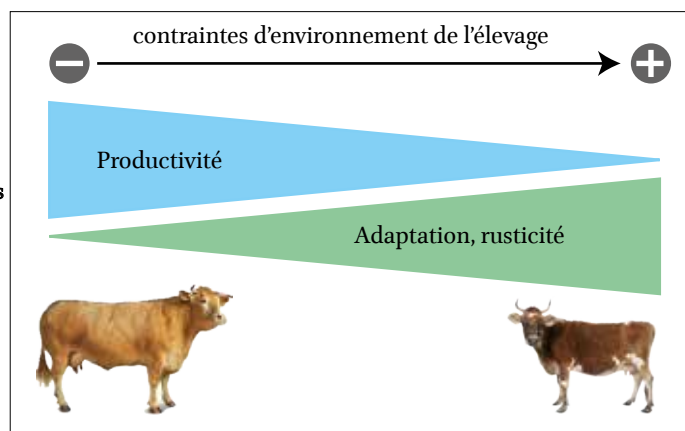 contraintes d’environnement de l’élevage
Productivité
s
Adaptation, rusticité